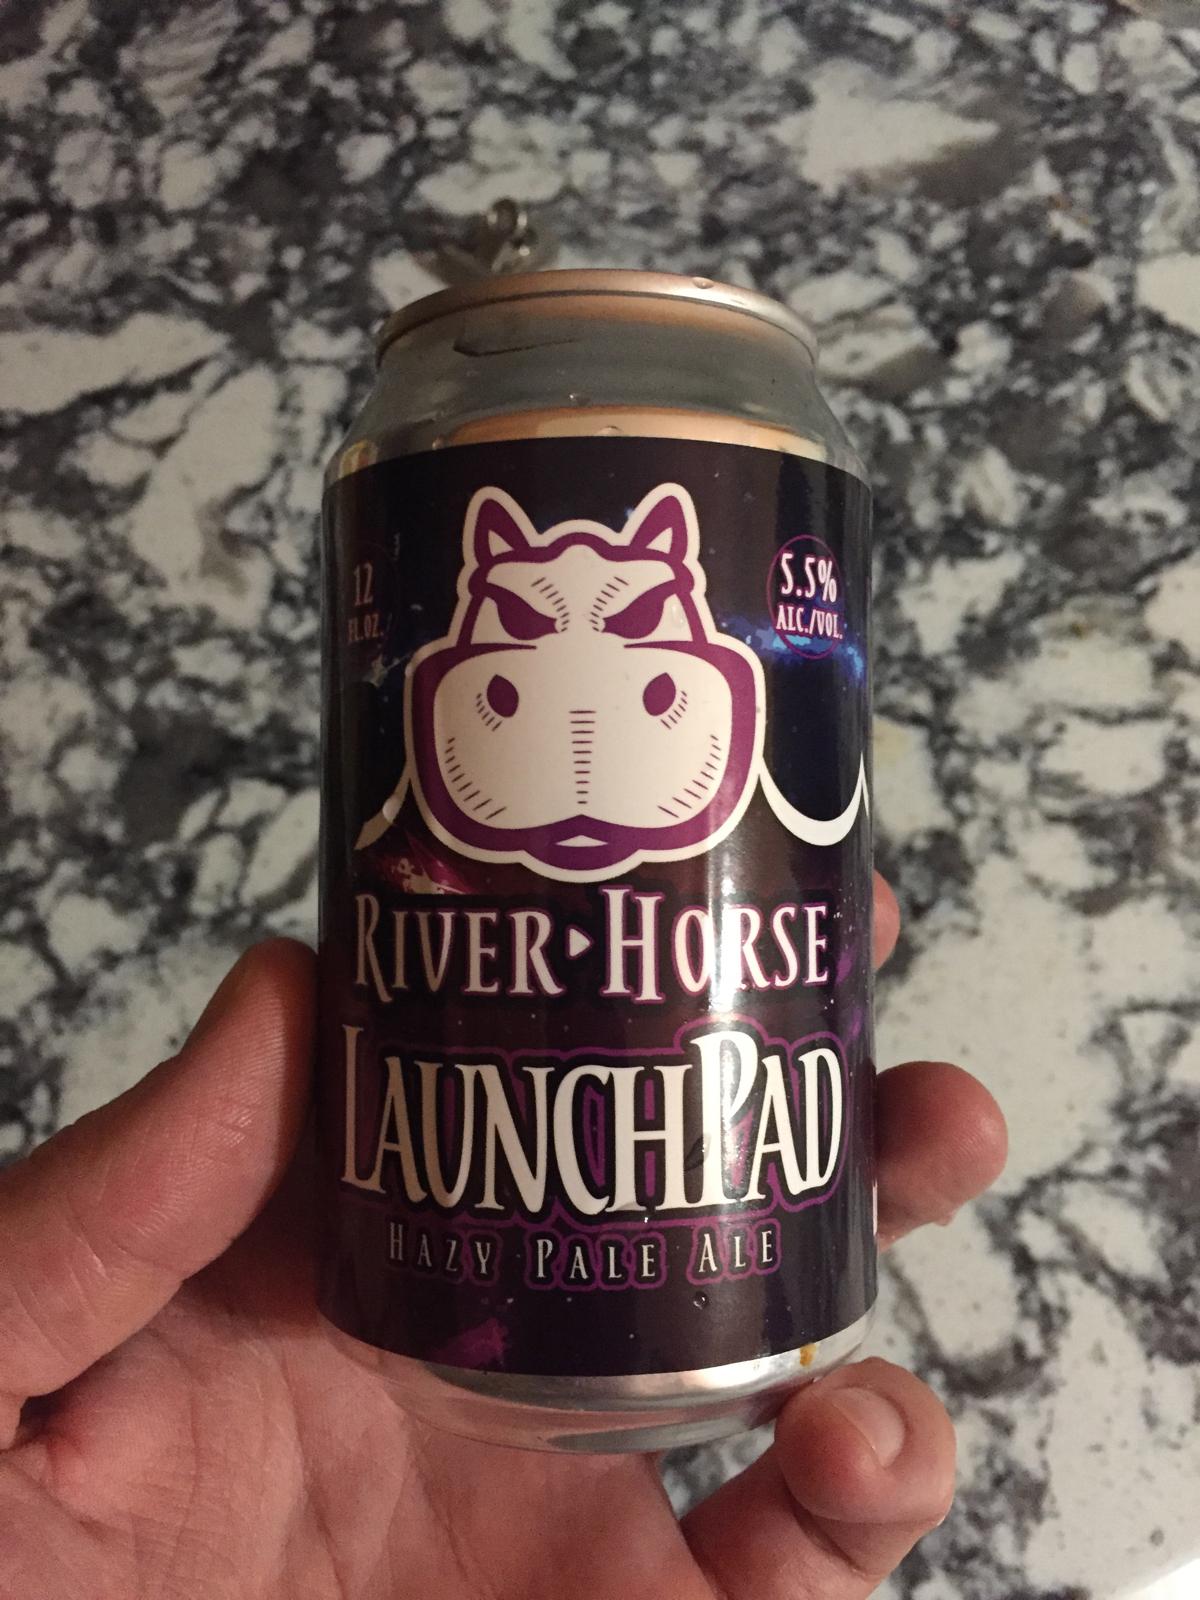 12
FL.OZ.
5.5%
ALC./VOL.
RIVER HORSE
LAUNCHPAD
HAZY PALE ALE